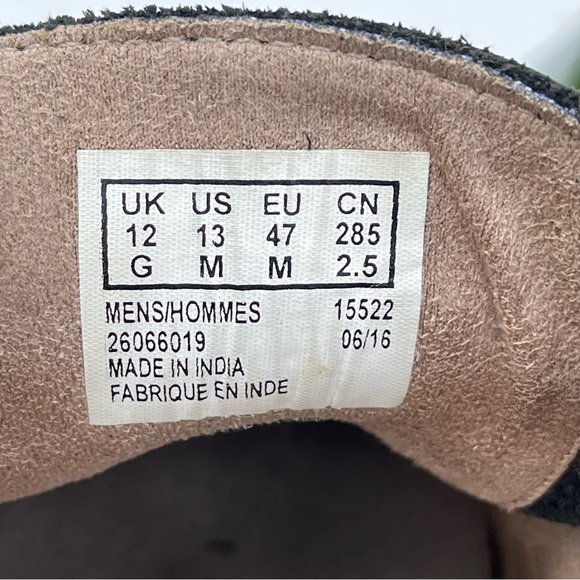 UK US EU CN
12 13 47 285
G M M 2.5
MENS/HOMMES 15522
26066019 06/16
MADE IN INDIA
FABRIQUE EN INDE